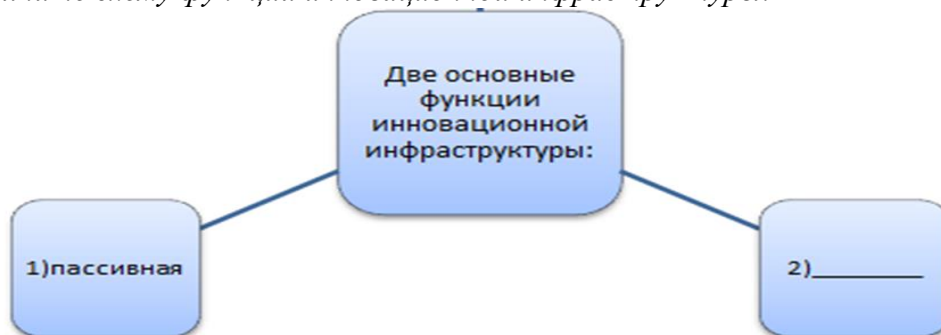 Две основные
функции
инновационной
инфраструктуры:
1)пассивная
2)________